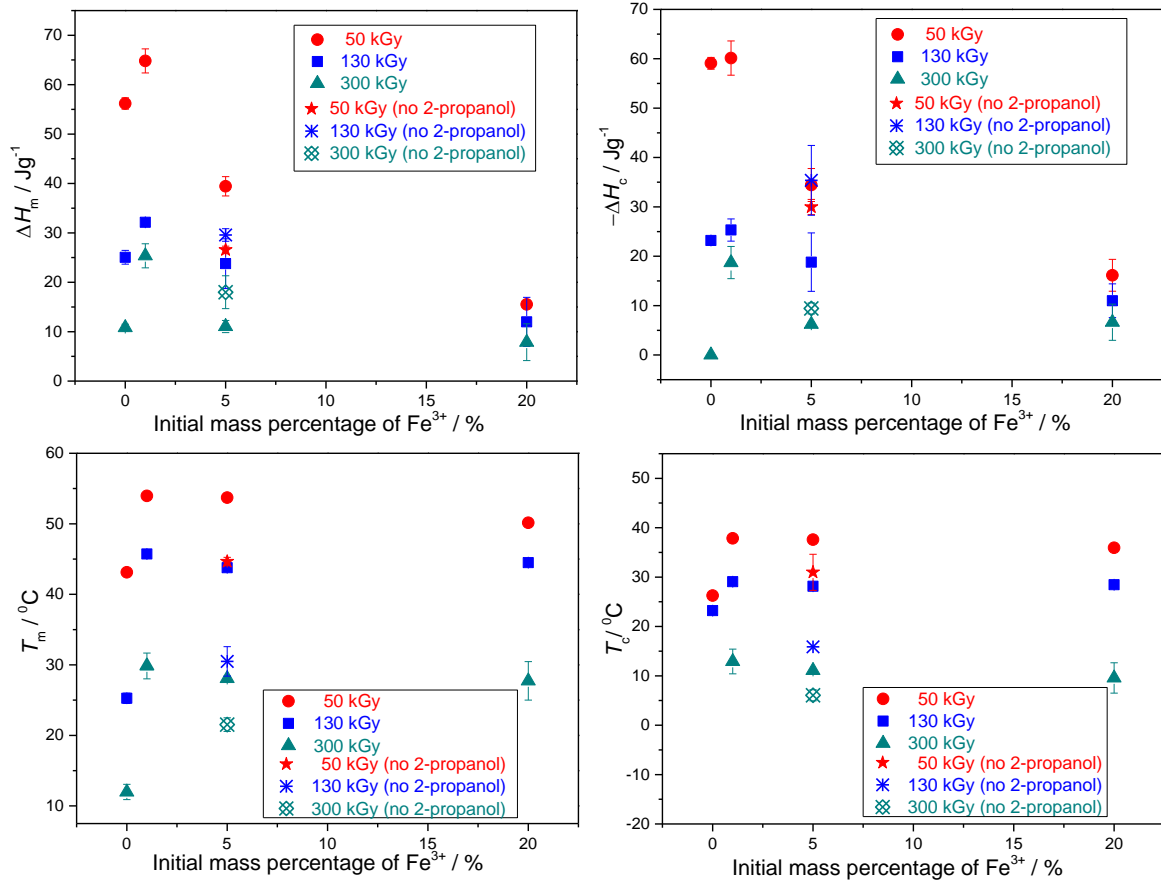 70
60
50
40
30
20
10
0
ΔHm / Jg⁻¹
50 kGy
130 kGy
300 kGy
50 kGy (no 2-propanol)
130 kGy (no 2-propanol)
300 kGy (no 2-propanol)
0 5 10 15 20
Initial mass percentage of Fe³⁺ / %
70
60
50
40
30
20
10
0
−ΔHc / Jg⁻¹
50 kGy
130 kGy
300 kGy
50 kGy (no 2-propanol)
130 kGy (no 2-propanol)
300 kGy (no 2-propanol)
0 5 10 15 20
Initial mass percentage of Fe³⁺ / %
60
50
40
30
20
10
Tm / ⁰C
50 kGy
130 kGy
300 kGy
50 kGy (no 2-propanol)
130 kGy (no 2-propanol)
300 kGy (no 2-propanol)
0 5 10 15 20
Initial mass percentage of Fe³⁺ / %
50
40
30
20
10
0
-10
-20
Tc/ ⁰C
50 kGy
130 kGy
300 kGy
50 kGy (no 2-propanol)
130 kGy (no 2-propanol)
300 kGy (no 2-propanol)
0 5 10 15 20
Initial mass percentage of Fe³⁺ / %